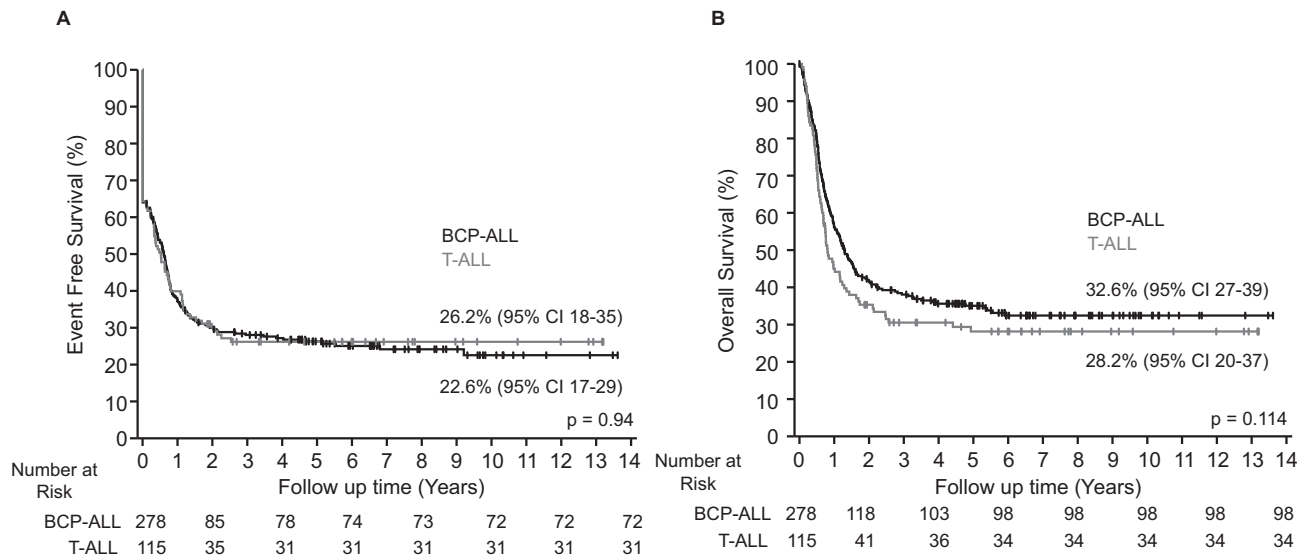 A
Event Free Survival (%)
100
90
80
70
60
50
40
30
20
10
0
BCP-ALL
T-ALL
26.2% (95% CI 18-35)
22.6% (95% CI 17-29)
p = 0.94
0 1 2 3 4 5 6 7 8 9 10 11 12 13 14
Follow up time (Years)
Number at
Risk
BCP-ALL 278 85 78 74 73 72 72 72
T-ALL 115 35 31 31 31 31 31 31
B
Overall Survival (%)
100
90
80
70
60
50
40
30
20
10
0
BCP-ALL
T-ALL
32.6% (95% CI 27-39)
28.2% (95% CI 20-37)
p = 0.114
0 1 2 3 4 5 6 7 8 9 10 11 12 13 14
Follow up time (Years)
Number at
Risk
BCP-ALL 278 118 103 98 98 98 98 98
T-ALL 115 41 36 34 34 34 34 34